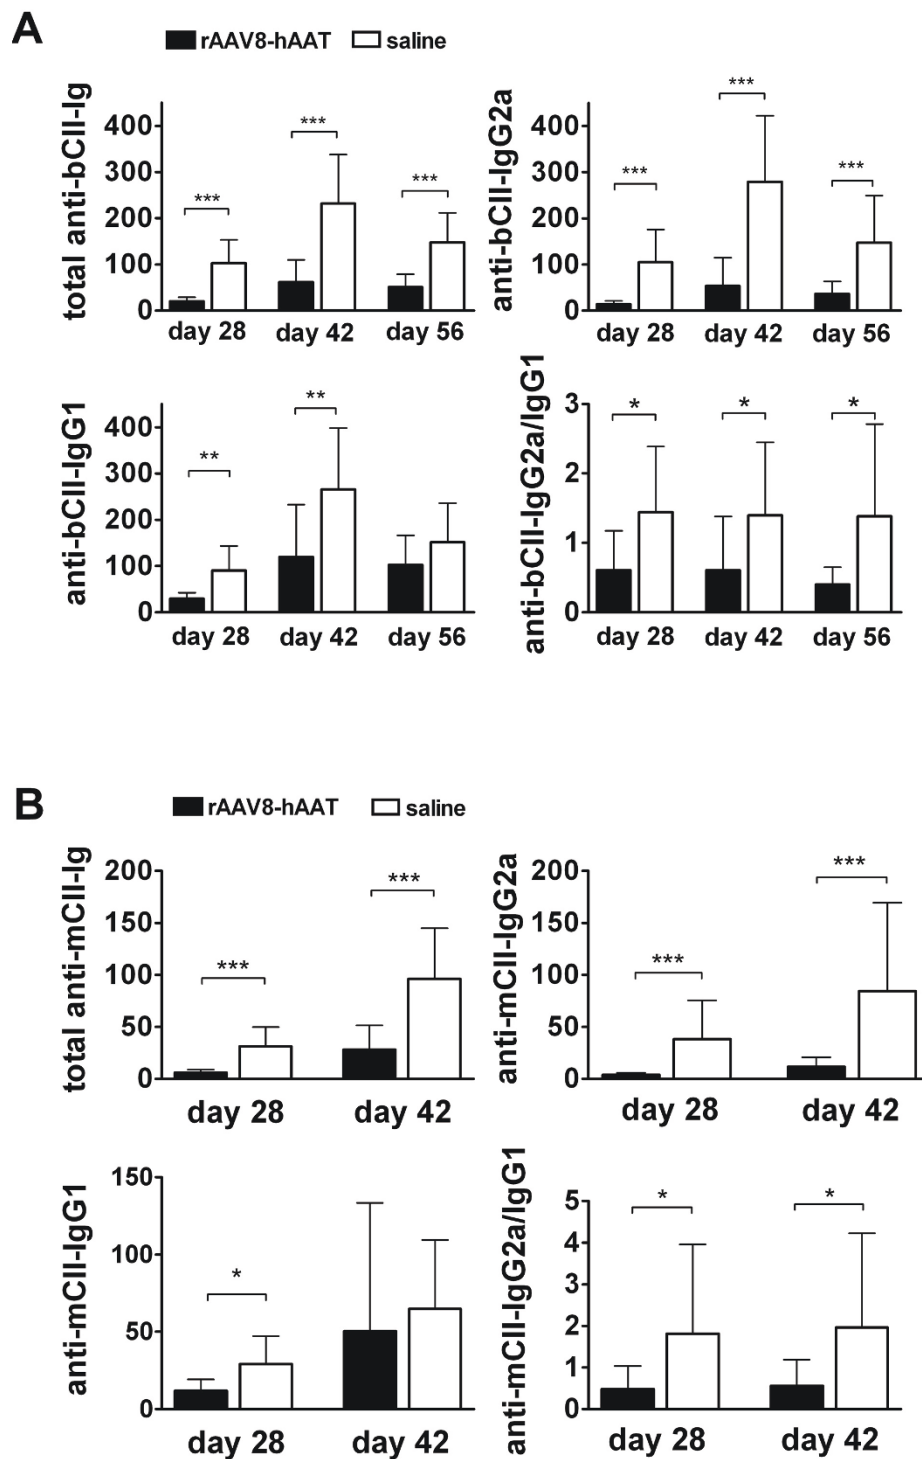 A
rAAV8-hAAT saline
total anti-bCII-Ig
400
300
200
100
0
***
***
***
day 28 day 42 day 56
anti-bCII-IgG2a
400
300
200
100
0
***
***
***
day 28 day 42 day 56
anti-bCII-IgG1
400
300
200
100
0
**
**
day 28 day 42 day 56
anti-bCII-IgG2a/IgG1
3
2
1
0
*
*
*
day 28 day 42 day 56
B
rAAV8-hAAT saline
total anti-mCII-Ig
200
150
100
50
0
***
***
day 28 day 42
anti-mCII-IgG2a
200
150
100
50
0
***
***
day 28 day 42
anti-mCII-IgG1
150
100
50
0
*
day 28 day 42
anti-mCII-IgG2a/IgG1
5
4
3
2
1
0
*
*
day 28 day 42